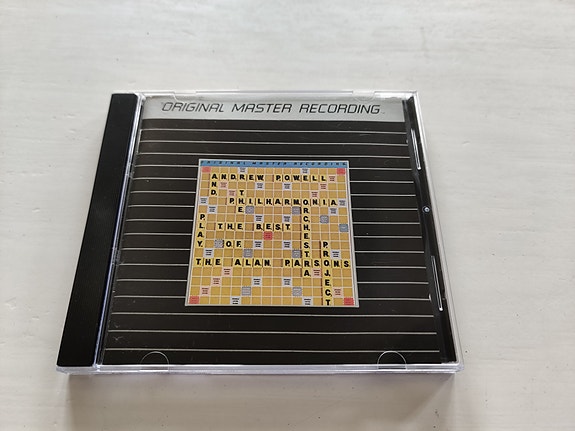 ORIGINAL MASTER RECORDING
ORIGINAL MASTER RECORDING
ANDREW POWELL
AND
THE
PHILHARMONIA
ORCHESTRA
PLAY
THE BEST
OF
THE ALAN PARSONS
PROJECT